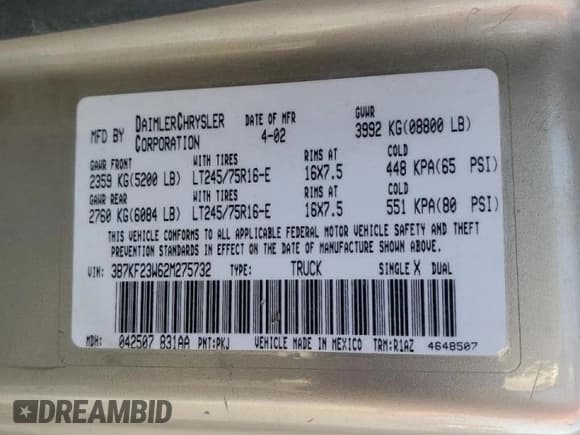 MFD BY DAIMLERCHRYSLER CORPORATION
DATE OF MFR 4-02
GVWR 3992 KG(08800 LB)
GAWR FRONT WITH TIRES RIMS AT COLD
2359 KG(5200 LB) LT245/75R16-E 16X7.5 448 KPA(65 PSI)
GAWR REAR WITH TIRES RIMS AT COLD
2760 KG(6084 LB) LT245/75R16-E 16X7.5 551 KPA(80 PSI)
THIS VEHICLE CONFORMS TO ALL APPLICABLE FEDERAL MOTOR VEHICLE SAFETY AND THEFT
PREVENTION STANDARDS IN EFFECT ON THE DATE OF MANUFACTURE SHOWN ABOVE.
VIN: 3B7KF23W62M275732 TYPE: TRUCK SINGLE X DUAL
MDH: 042507 831AA PNT:PKJ VEHICLE MADE IN MEXICO TRM:R1AZ 4648507
DREAMBID